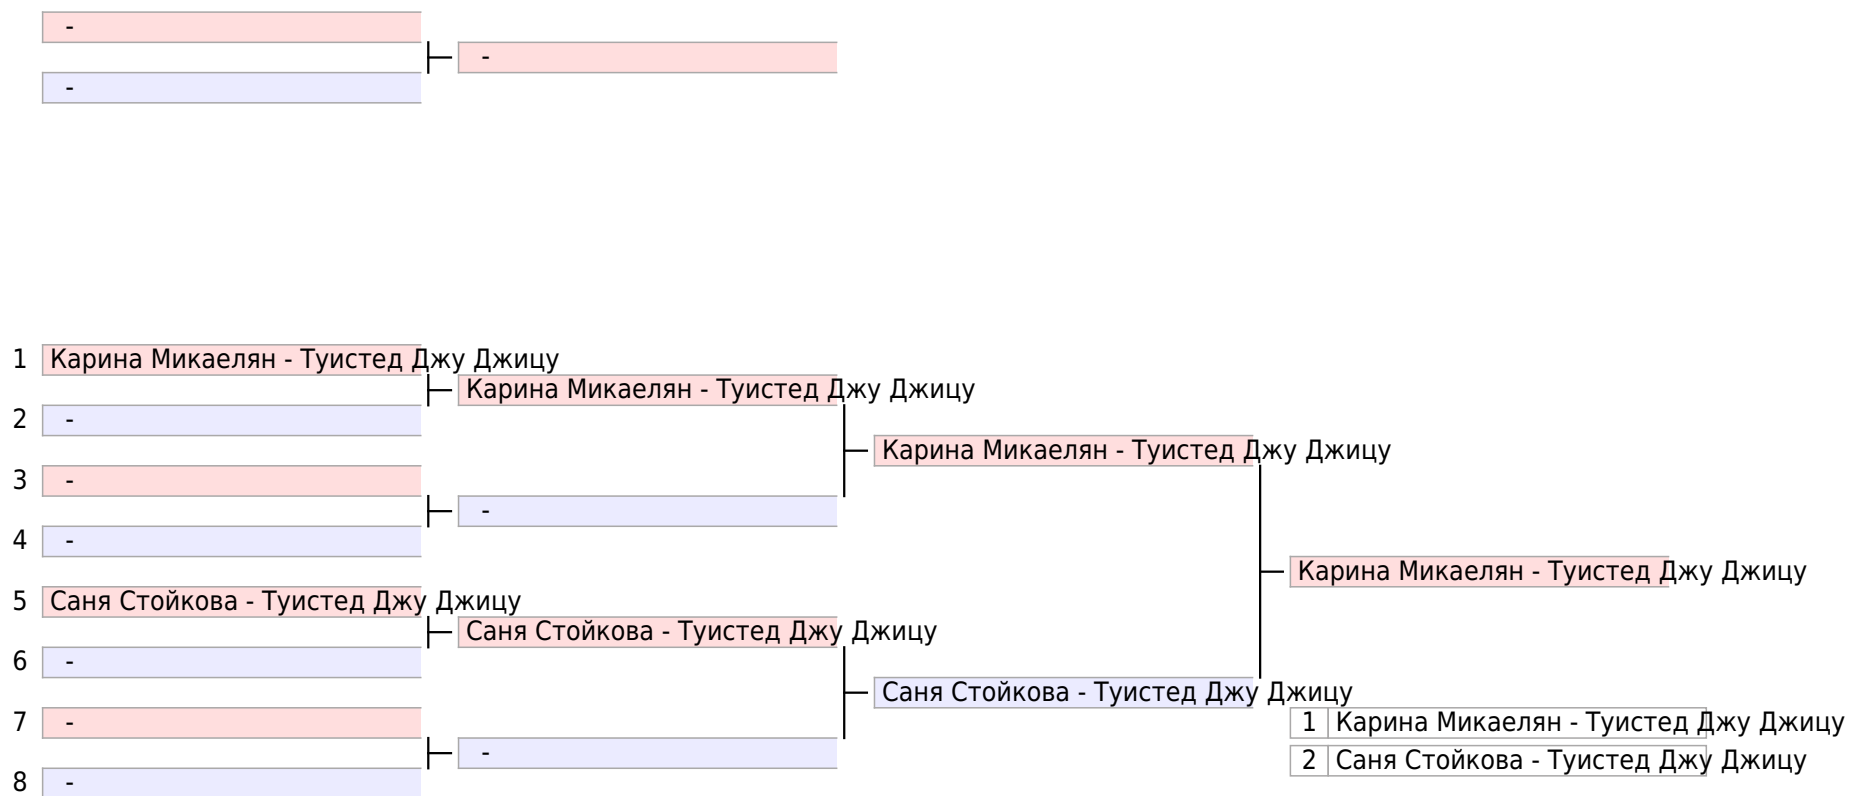 -
-
-
1 Карина Микаелян - Туистед Джу Джицу
Карина Микаелян - Туистед Джу Джицу
2 -
Карина Микаелян - Туистед Джу Джицу
3 -
-
4 -
Карина Микаелян - Туистед Джу Джицу
5 Саня Стойкова - Туистед Джу Джицу
Саня Стойкова - Туистед Джу Джицу
6 -
Саня Стойкова - Туистед Джу Джицу
7 -
1 Карина Микаелян - Туистед Джу Джицу
-
2 Саня Стойкова - Туистед Джу Джицу
8 -